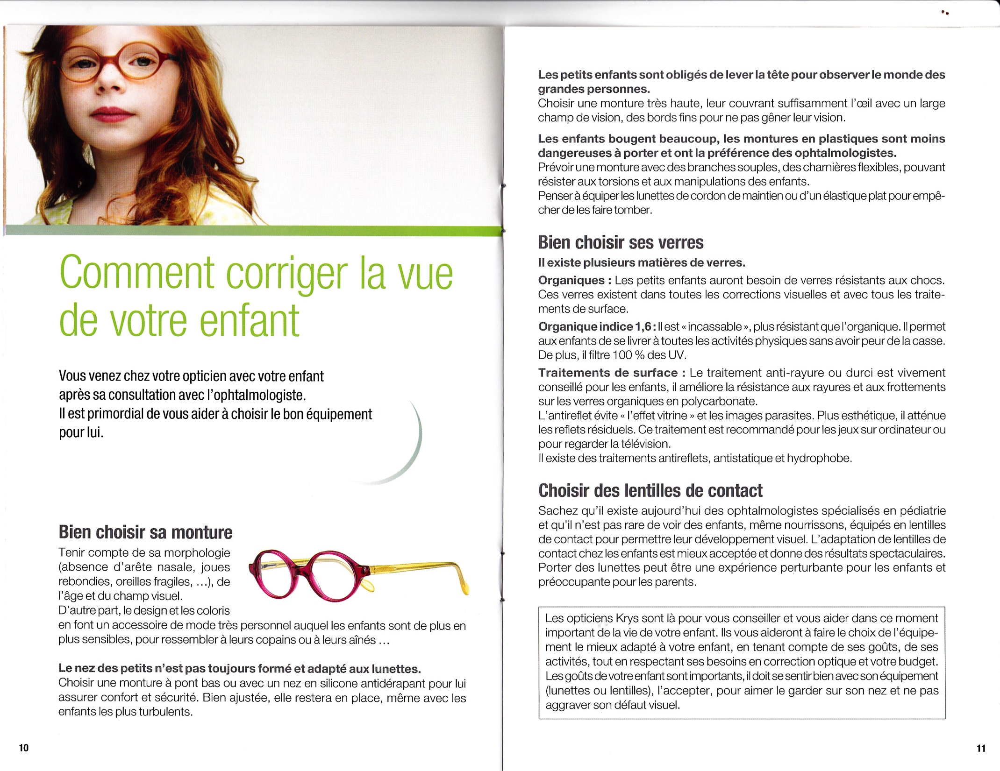 Comment corriger la vue
de votre enfant
Vous venez chez votre opticien avec votre enfant
après sa consultation avec l'ophtalmologiste.
Il est primordial de vous aider à choisir le bon équipement
pour lui.
Bien choisir sa monture
Tenir compte de sa morphologie
(absence d'arête nasale, joues
rebondies, oreilles fragiles, ...), de
l'âge et du champ visuel.
D'autre part, le design et les coloris
en font un accessoire de mode très personnel auquel les enfants sont de plus en
plus sensibles, pour ressembler à leurs copains ou à leurs aînés ...
Le nez des petits n'est pas toujours formé et adapté aux lunettes.
Choisir une monture à pont bas ou avec un nez en silicone antidérapant pour lui
assurer confort et sécurité. Bien ajustée, elle restera en place, même avec les
enfants les plus turbulents.
10
Les petits enfants sont obligés de lever la tête pour observer le monde des
grandes personnes.
Choisir une monture très haute, leur couvrant suffisamment l'œil avec un large
champ de vision, des bords fins pour ne pas gêner leur vision.
Les enfants bougent beaucoup, les montures en plastiques sont moins
dangereuses à porter et ont la préférence des ophtalmologistes.
Prévoir une monture avec des branches souples, des charnières flexibles, pouvant
résister aux torsions et aux manipulations des enfants.
Penser à équiper les lunettes de cordon de maintien ou d'un élastique plat pour empê-
cher de les faire tomber.
Bien choisir ses verres
Il existe plusieurs matières de verres.
Organiques : Les petits enfants auront besoin de verres résistants aux chocs.
Ces verres existent dans toutes les corrections visuelles et avec tous les traite-
ments de surface.
Organique indice 1,6 : Il est « incassable », plus résistant que l'organique. Il permet
aux enfants de se livrer à toutes les activités physiques sans avoir peur de la casse.
De plus, il filtre 100 % des UV.
Traitements de surface : Le traitement anti-rayure ou durci est vivement
conseillé pour les enfants, il améliore la résistance aux rayures et aux frottements
sur les verres organiques en polycarbonate.
L'antireflet évite « l'effet vitrine » et les images parasites. Plus esthétique, il atténue
les reflets résiduels. Ce traitement est recommandé pour les jeux sur ordinateur ou
pour regarder la télévision.
Il existe des traitements antireflets, antistatique et hydrophobe.
Choisir des lentilles de contact
Sachez qu'il existe aujourd'hui des ophtalmologistes spécialisés en pédiatrie
et qu'il n'est pas rare de voir des enfants, même nourrissons, équipés en lentilles
de contact pour permettre leur développement visuel. L'adaptation de lentilles de
contact chez les enfants est mieux acceptée et donne des résultats spectaculaires.
Porter des lunettes peut être une expérience perturbante pour les enfants et
préoccupante pour les parents.
Les opticiens Krys sont là pour vous conseiller et vous aider dans ce moment
important de la vie de votre enfant. Ils vous aideront à faire le choix de l'équipe-
ment le mieux adapté à votre enfant, en tenant compte de ses goûts, de ses
activités, tout en respectant ses besoins en correction optique et votre budget.
Les goûts de votre enfant sont importants, il doit se sentir bien avec son équipement
(lunettes ou lentilles), l'accepter, pour aimer le garder sur son nez et ne pas
aggraver son défaut visuel.
11